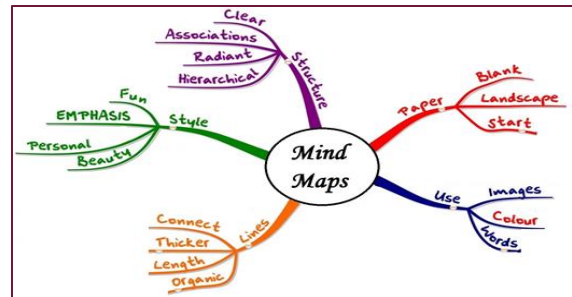 Mind
Maps
Structure
Clear
Associations
Radiant
Hierarchical
Paper
Blank
Landscape
Start
Use
Images
Colour
Words
Lines
Connect
Thicker
Length
Organic
Style
Fun
EMPHASIS
Personal
Beauty